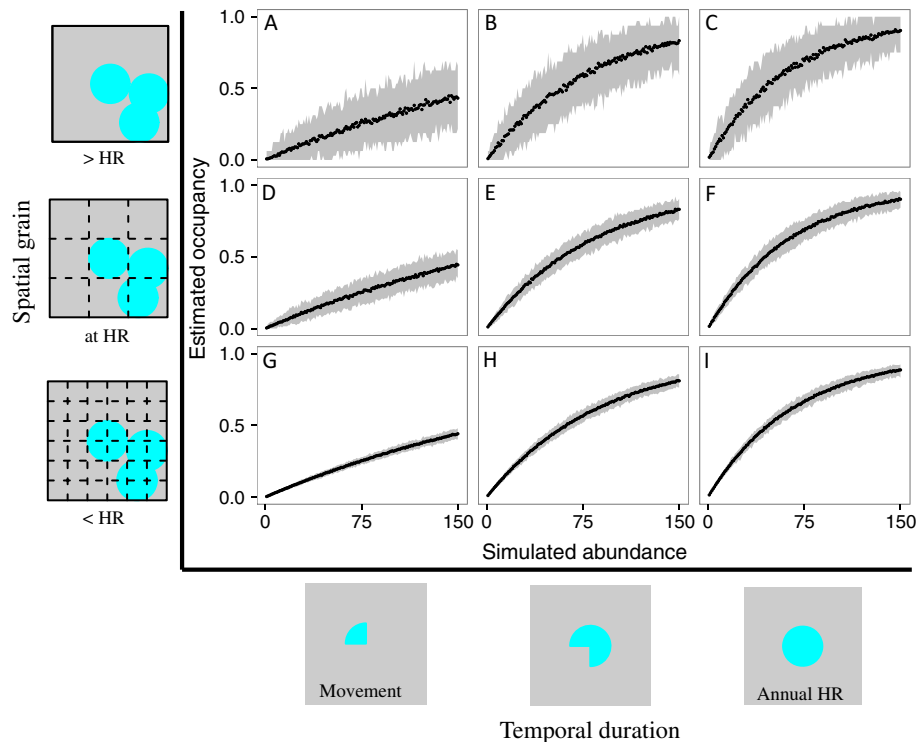 A
B
C
1.0
0.5
0.0
> HR
D
E
F
1.0
0.5
0.0
at HR
Spatial grain
Estimated occupancy
G
H
I
1.0
0.5
0.0
< HR
0 75 150
0 75 150
0 75 150
Simulated abundance
Movement
Annual HR
Temporal duration